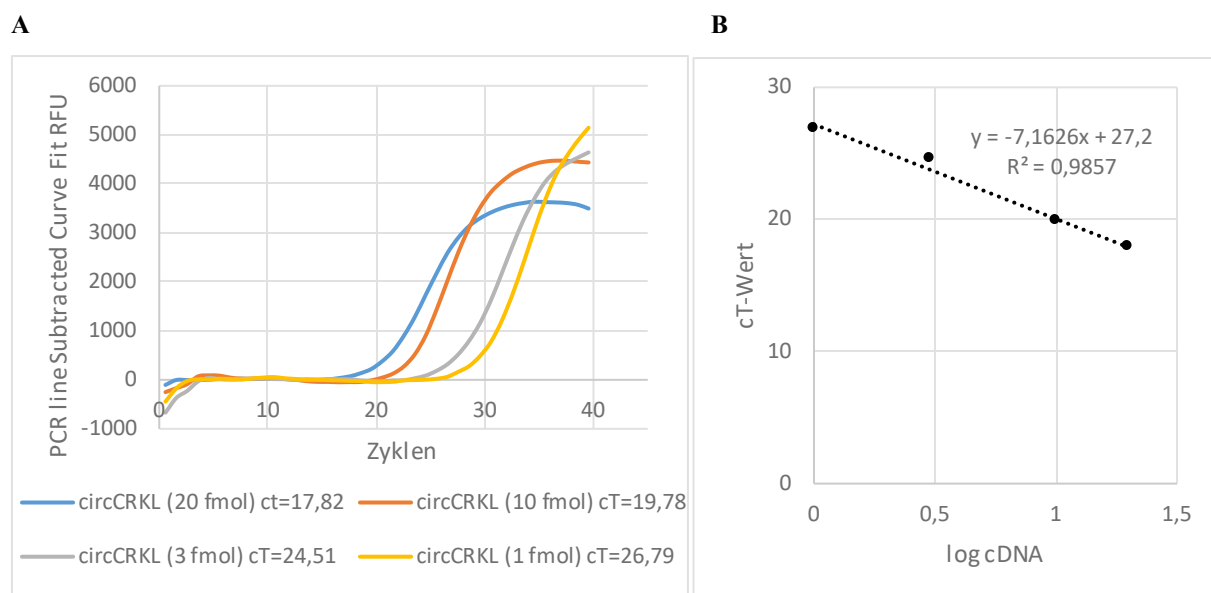 A
B
PCR lineSubtracted Curve Fit RFU
6000
5000
4000
3000
2000
1000
0
-1000
0
10
20
30
40
Zyklen
circCRKL (20 fmol) ct=17,82
circCRKL (10 fmol) cT=19,78
circCRKL (3 fmol) cT=24,51
circCRKL (1 fmol) cT=26,79
cT-Wert
30
20
10
0
y = -7,1626x + 27,2
R² = 0,9857
0
0,5
1
1,5
log cDNA